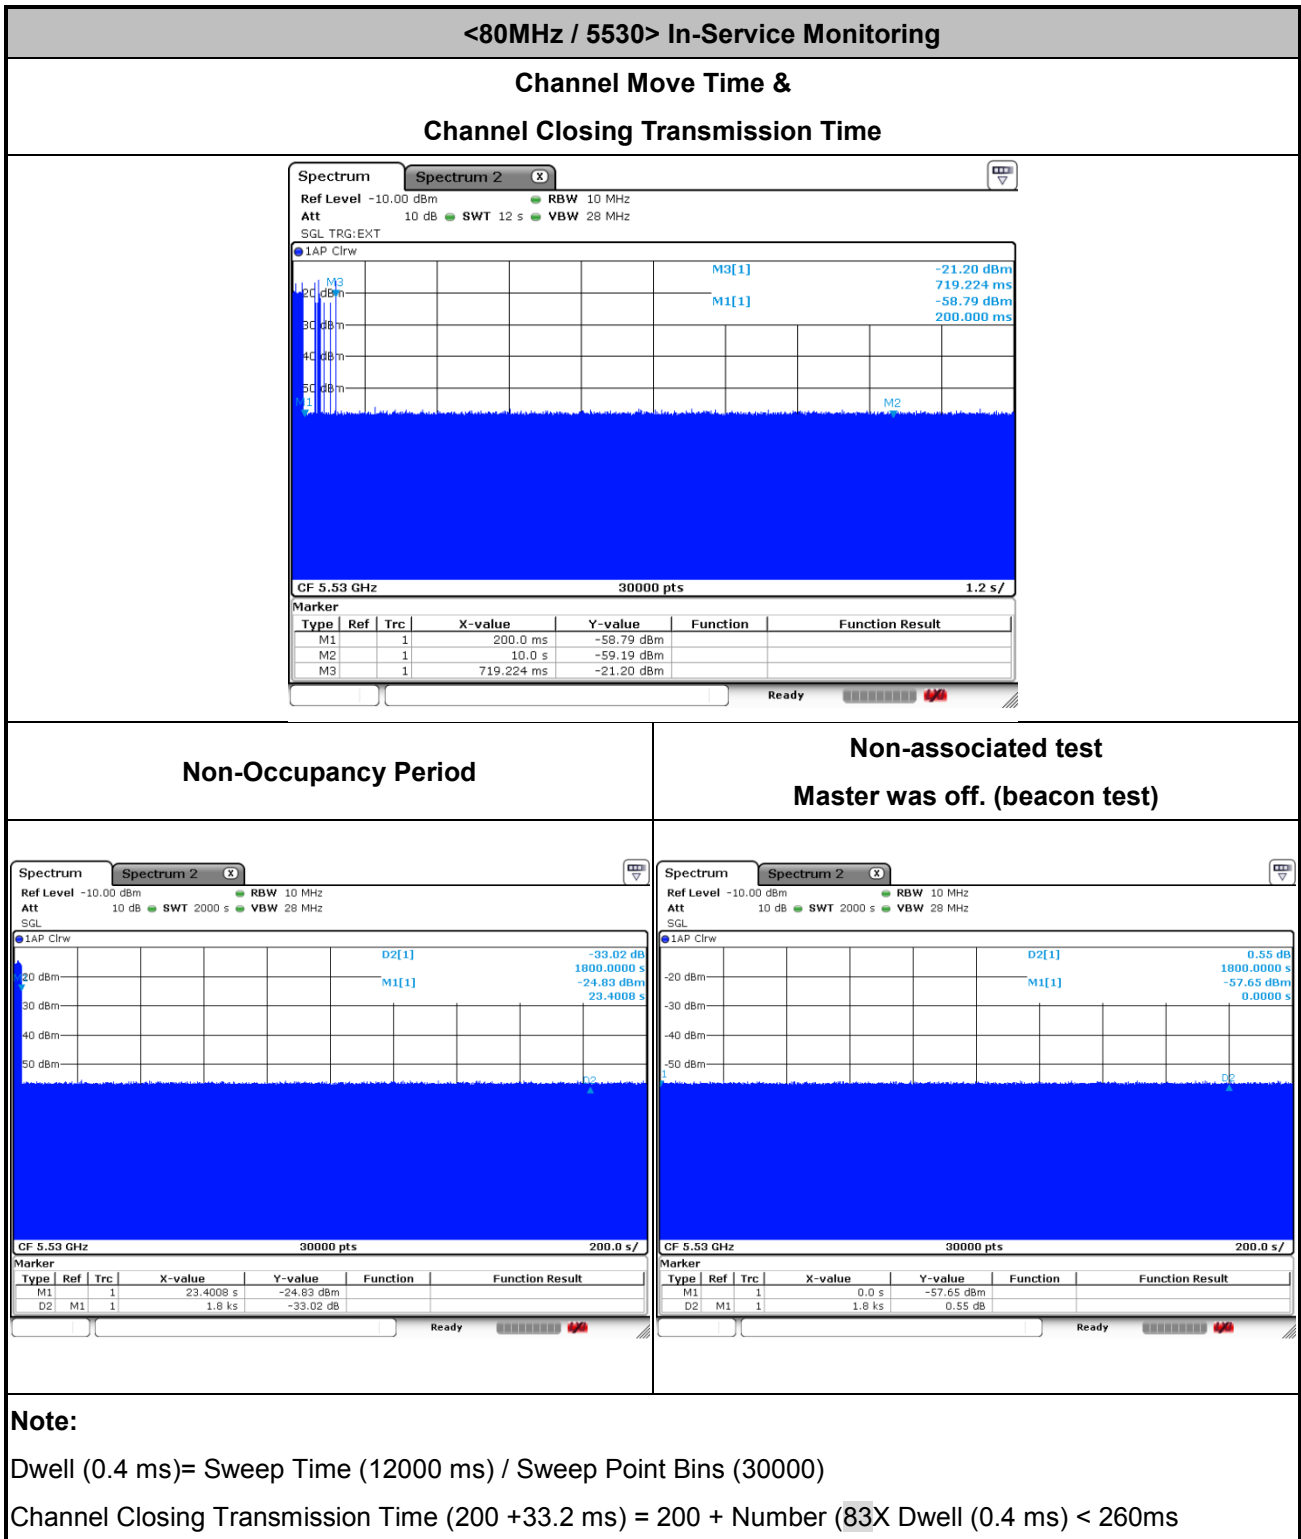 <80MHz / 5530> In-Service Monitoring
Channel Move Time &
Channel Closing Transmission Time
Spectrum Spectrum 2 X
Ref Level -10.00 dBm RBW 10 MHz
Att 10 dB SWT 12 s VBW 28 MHz
SGL TRG:EXT
1AP Clrw
M3[1] -21.20 dBm
719.224 ms
M1[1] -58.79 dBm
200.000 ms
M3
-20 dBm
-30 dBm
-40 dBm
-50 dBm
M1
M2
CF 5.53 GHz 30000 pts 1.2 s/
Marker
Type Ref Trc X-value Y-value Function Function Result
M1 1 200.0 ms -58.79 dBm
M2 1 10.0 s -59.19 dBm
M3 1 719.224 ms -21.20 dBm
Ready
Non-Occupancy Period
Non-associated test
Master was off. (beacon test)
Spectrum Spectrum 2 X
Ref Level -10.00 dBm RBW 10 MHz
Att 10 dB SWT 2000 s VBW 28 MHz
SGL
1AP Clrw
D2[1] -33.02 dB
1800.0000 s
M1[1] -24.83 dBm
23.4008 s
-20 dBm
-30 dBm
-40 dBm
-50 dBm
D2
CF 5.53 GHz 30000 pts 200.0 s/
Marker
Type Ref Trc X-value Y-value Function Function Result
M1 1 23.4008 s -24.83 dBm
D2 M1 1 1.8 ks -33.02 dB
Ready
Spectrum Spectrum 2 X
Ref Level -10.00 dBm RBW 10 MHz
Att 10 dB SWT 2000 s VBW 28 MHz
SGL
1AP Clrw
D2[1] 0.55 dB
1800.0000 s
M1[1] -57.65 dBm
0.0000 s
-20 dBm
-30 dBm
-40 dBm
-50 dBm
1
D2
CF 5.53 GHz 30000 pts 200.0 s/
Marker
Type Ref Trc X-value Y-value Function Function Result
M1 1 0.0 s -57.65 dBm
D2 M1 1 1.8 ks 0.55 dB
Ready
Note:
Dwell (0.4 ms)= Sweep Time (12000 ms) / Sweep Point Bins (30000)
Channel Closing Transmission Time (200 +33.2 ms) = 200 + Number (83X Dwell (0.4 ms) < 260ms